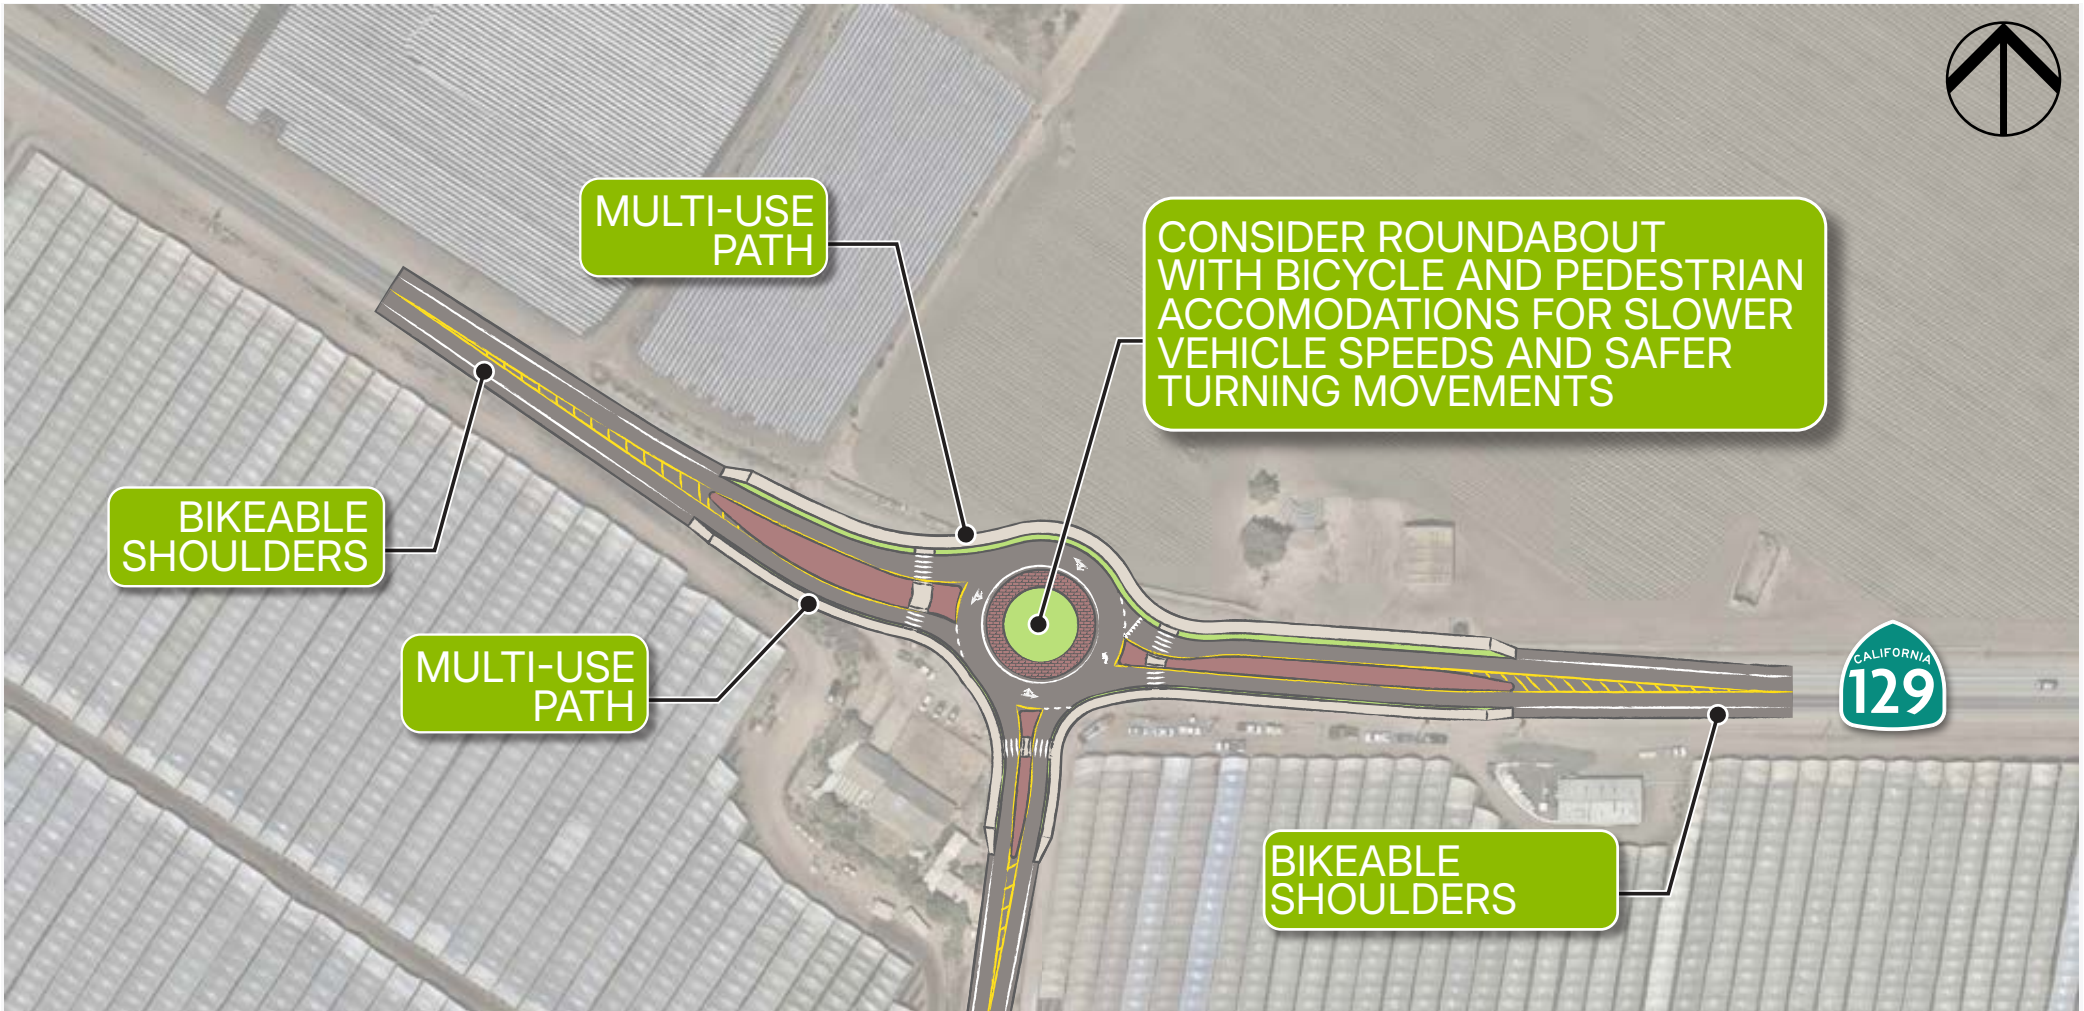 MULTI-USE
PATH
CONSIDER ROUNDABOUT
WITH BICYCLE AND PEDESTRIAN
ACCOMODATIONS FOR SLOWER
VEHICLE SPEEDS AND SAFER
TURNING MOVEMENTS
BIKEABLE
SHOULDERS
MULTI-USE
PATH
CALIFORNIA
129
BIKEABLE
SHOULDERS